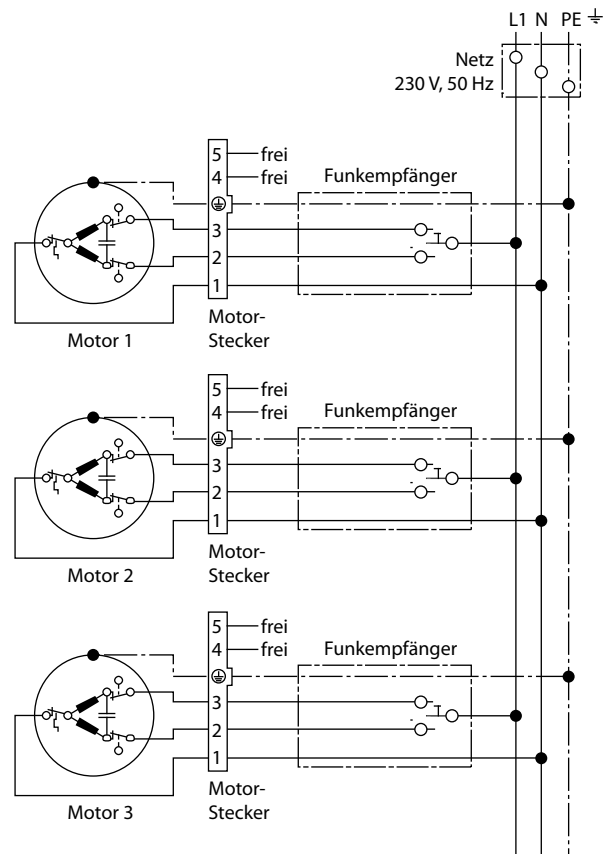 L1 N PE
Netz
230 V, 50 Hz
5 frei
4 frei
Funkempfänger
3
2
1
Motor-
Stecker
Motor 1
5 frei
4 frei
Funkempfänger
3
2
1
Motor-
Stecker
Motor 2
5 frei
4 frei
Funkempfänger
3
2
1
Motor-
Stecker
Motor 3